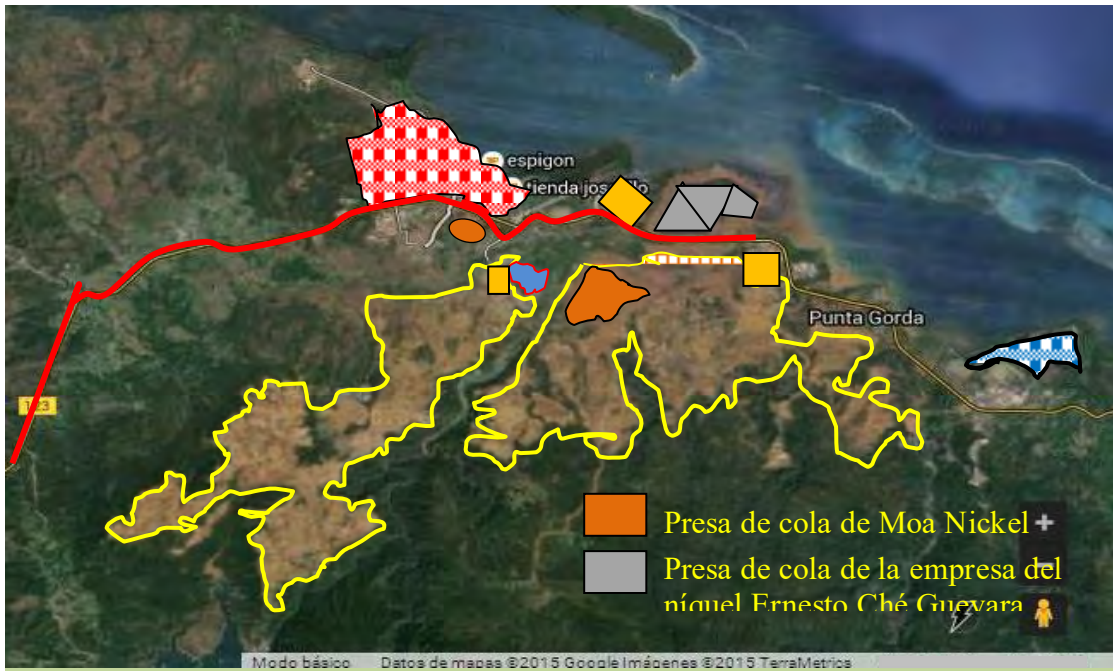 espigon
tienda jos llo
Punta Gorda
123
Presa de cola de Moa Nickel
+
Presa de cola de la empresa del
níquel Ernesto Ché Guevara
Modo básico Datos de mapas ©2015 Google Imágenes ©2015 TerraMetrics